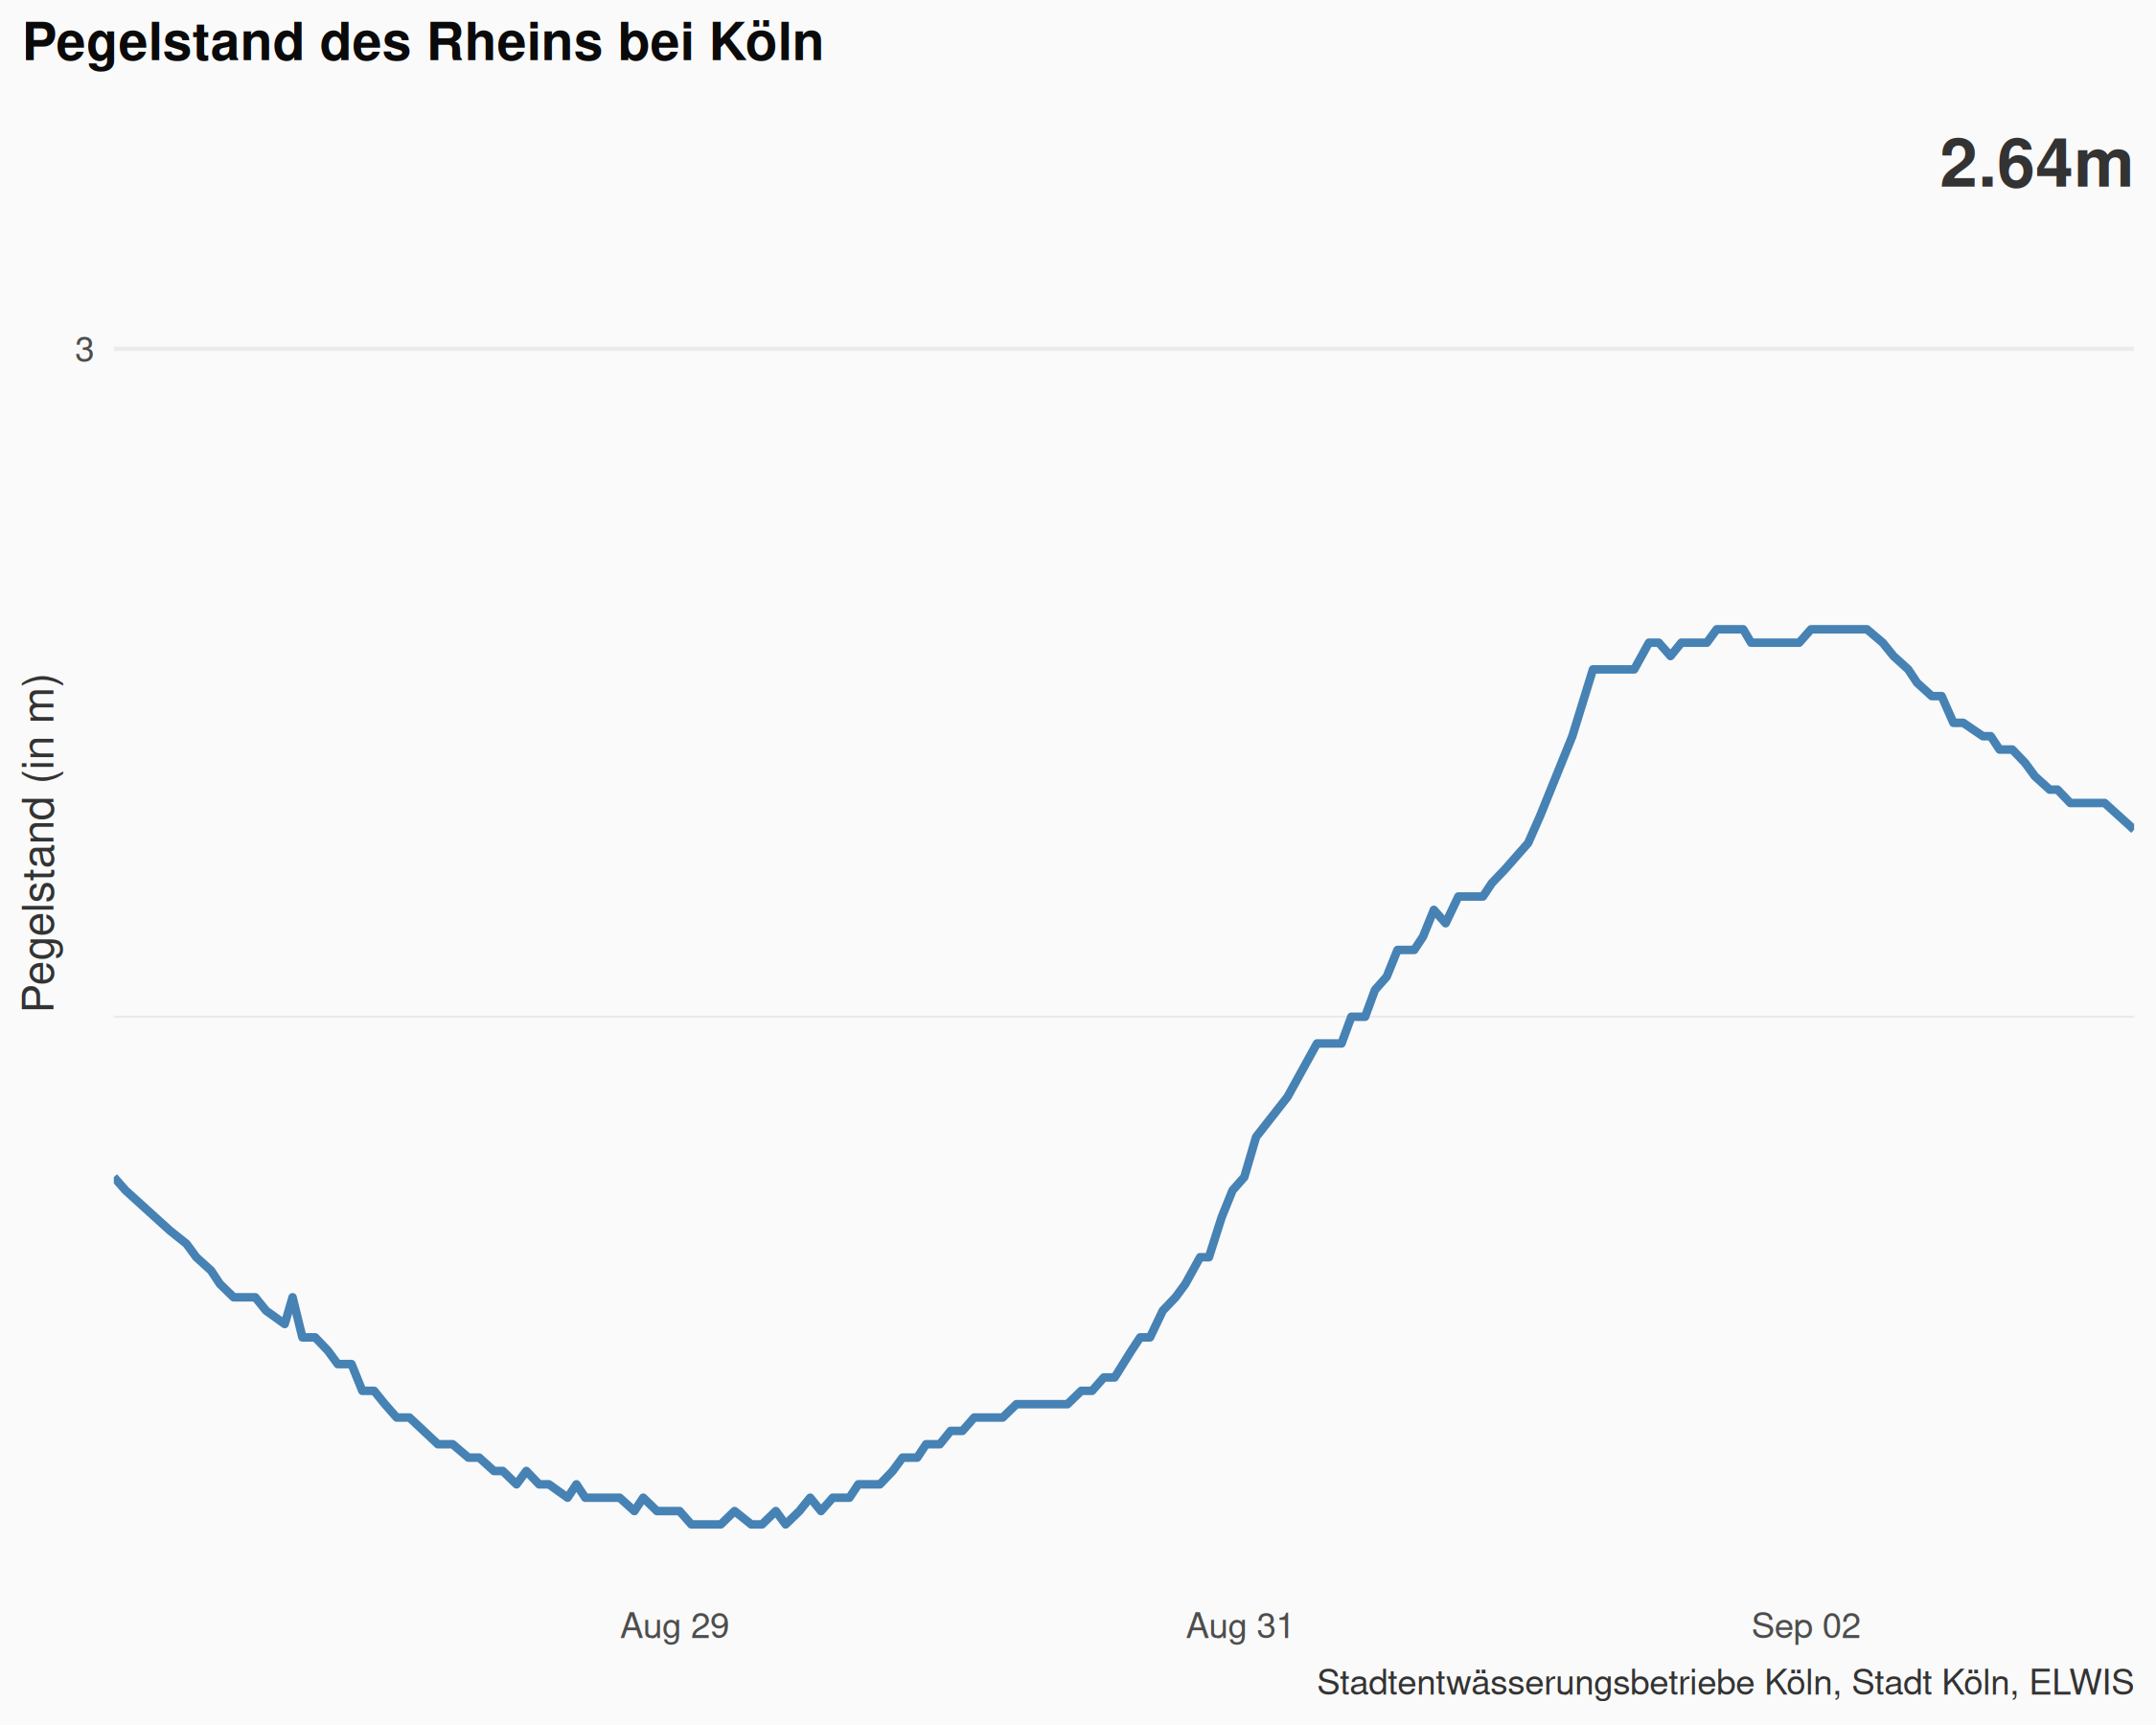 Pegelstand des Rheins bei Köln
2.64m
3
Pegelstand (in m)
Aug 29
Aug 31
Sep 02
Stadtentwässerungsbetriebe Köln, Stadt Köln, ELWIS